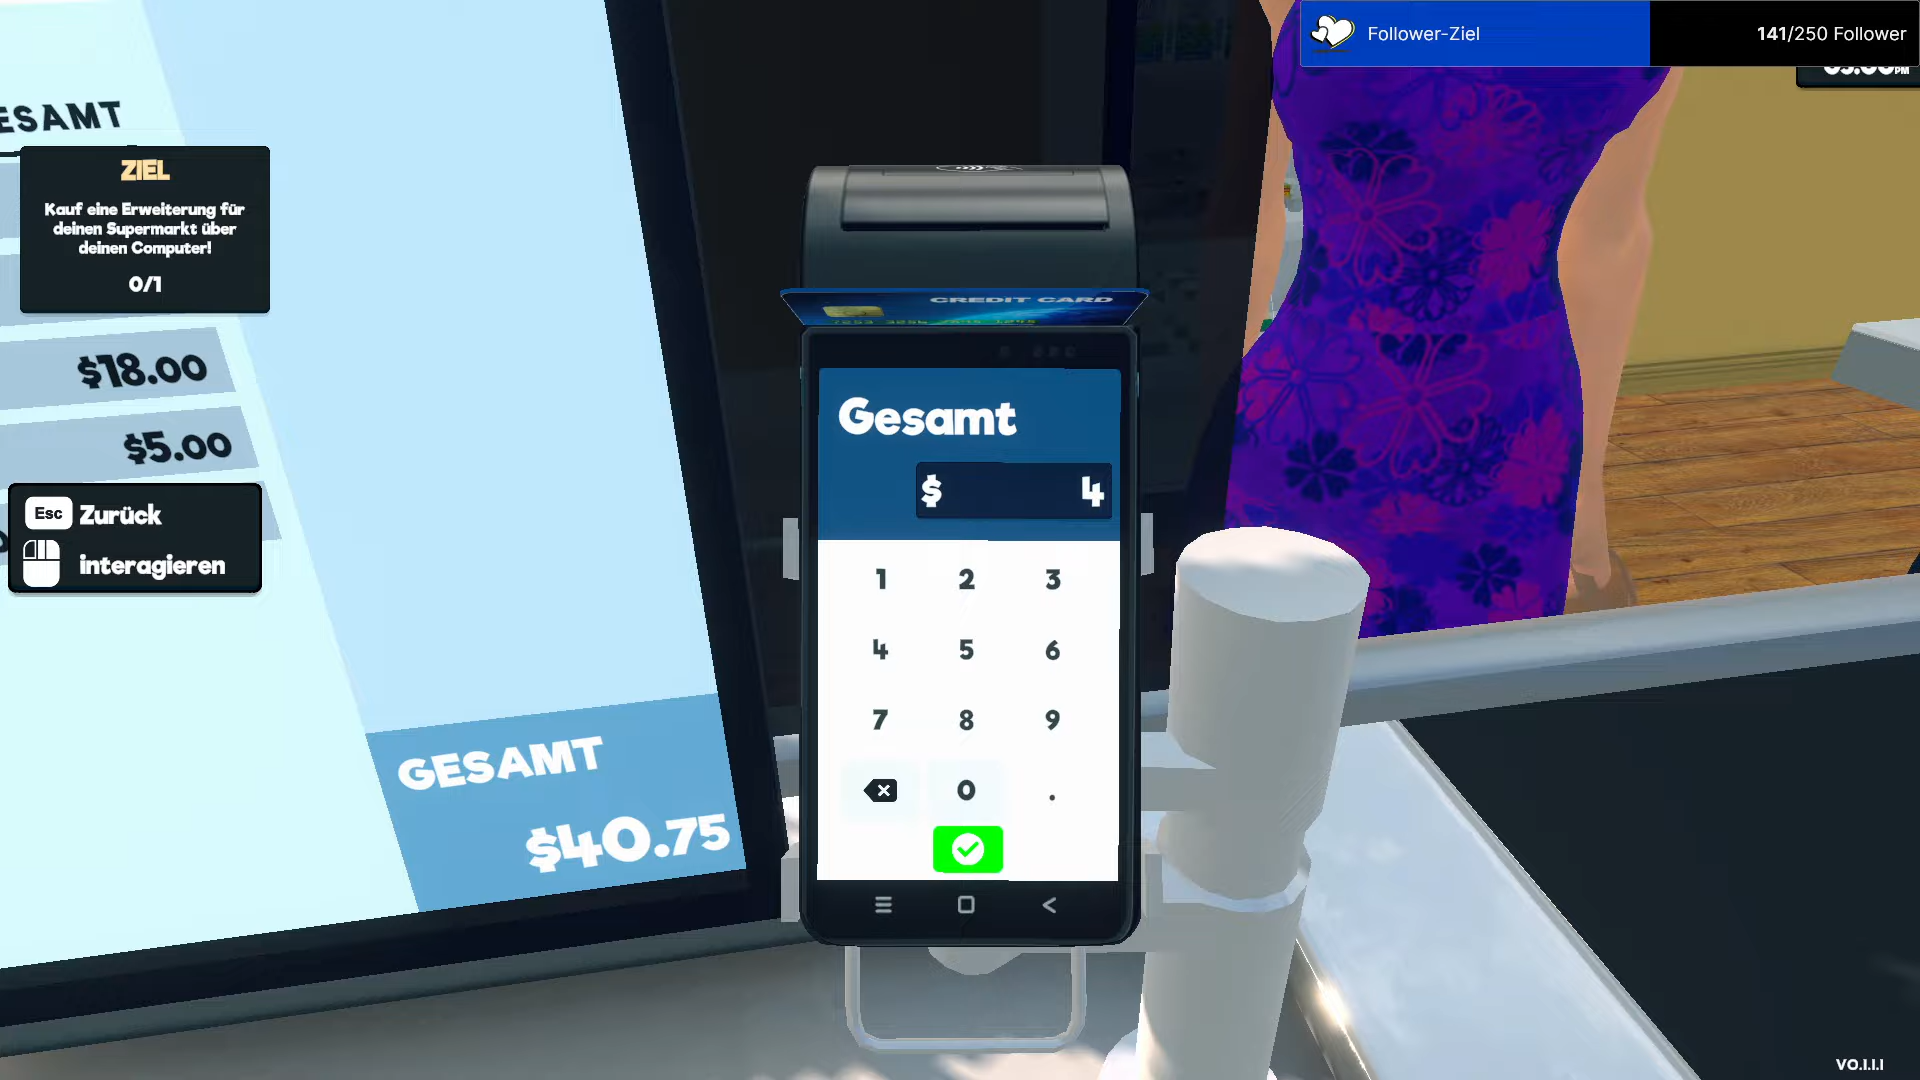 Follower-Ziel
141/250 Follower
GESAMT
ZIEL
Kauf eine Erweiterung für
deinen Supermarkt über
deinen Computer!
0/1
$18.00
$5.00
Esc Zurück
interagieren
GESAMT
$40.75
CREDIT CARD
Gesamt
$ 4
1 2 3
4 5 6
7 8 9
0 .
V0.1.1.1